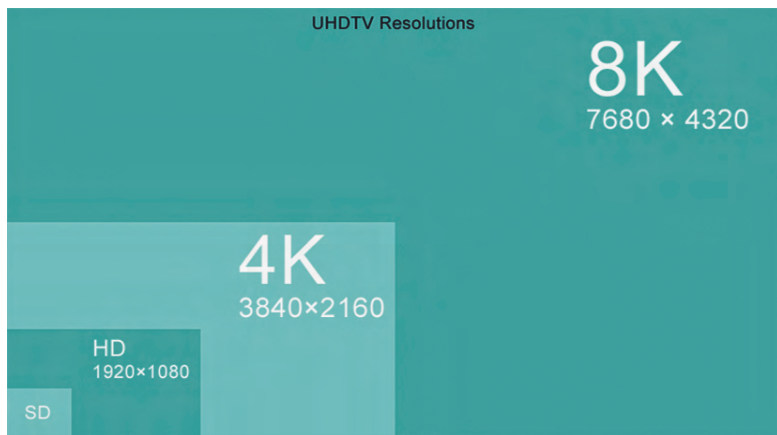 UHDTV Resolutions
8K
7680 × 4320
4K
3840×2160
HD
1920×1080
SD